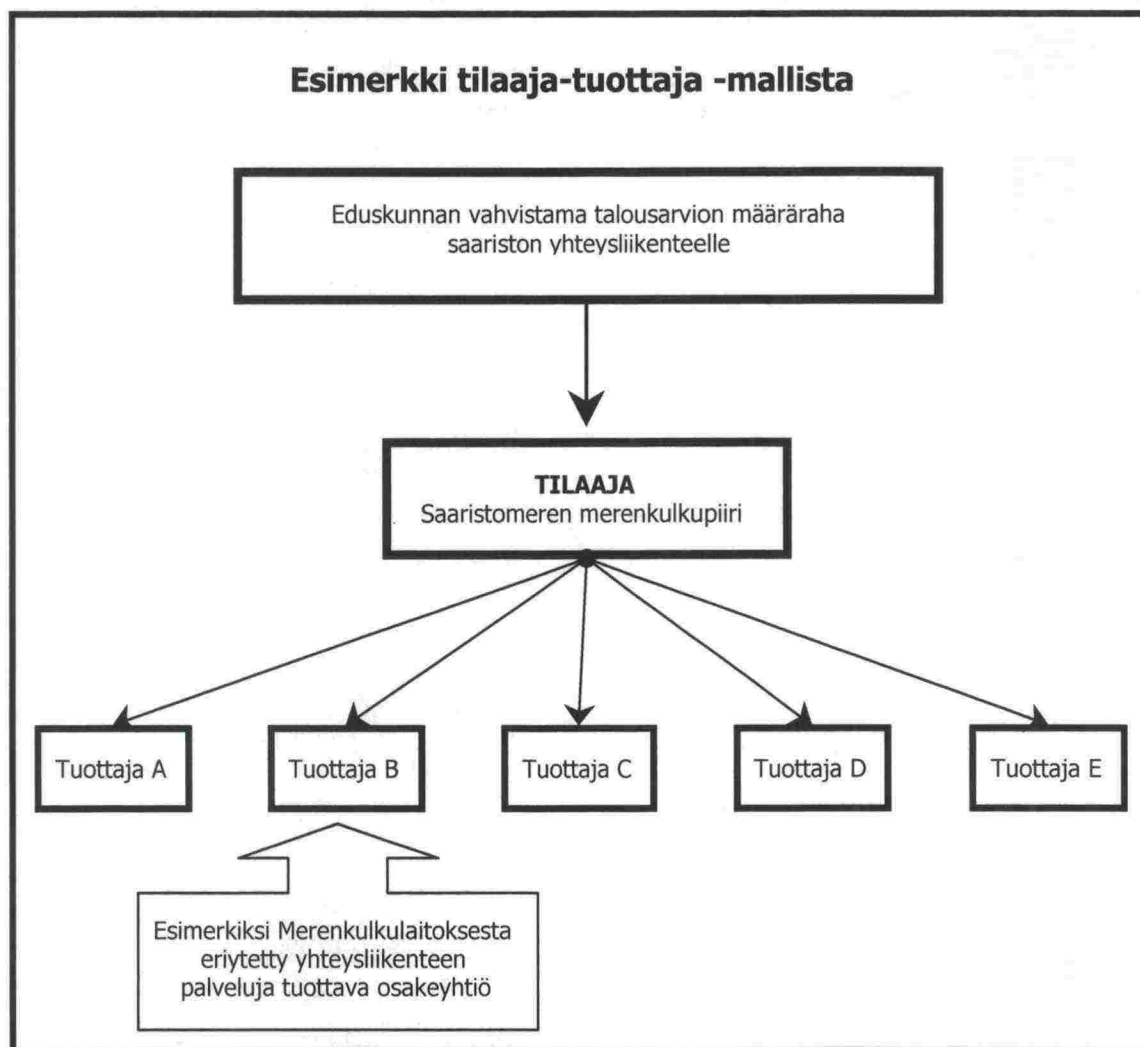 Esimerkki tilaaja-tuottaja -mallista
Eduskunnan vahvistama talousarvion määräraha
saariston yhteysliikenteelle
TILAAJA
Saaristomeren merenkulkupiiri
Tuottaja A
Tuottaja B
Tuottaja C
Tuottaja D
Tuottaja E
Esimerkiksi Merenkulkulaitoksesta
eriytetty yhteysliikenteen
palveluja tuottava osakeyhtiö